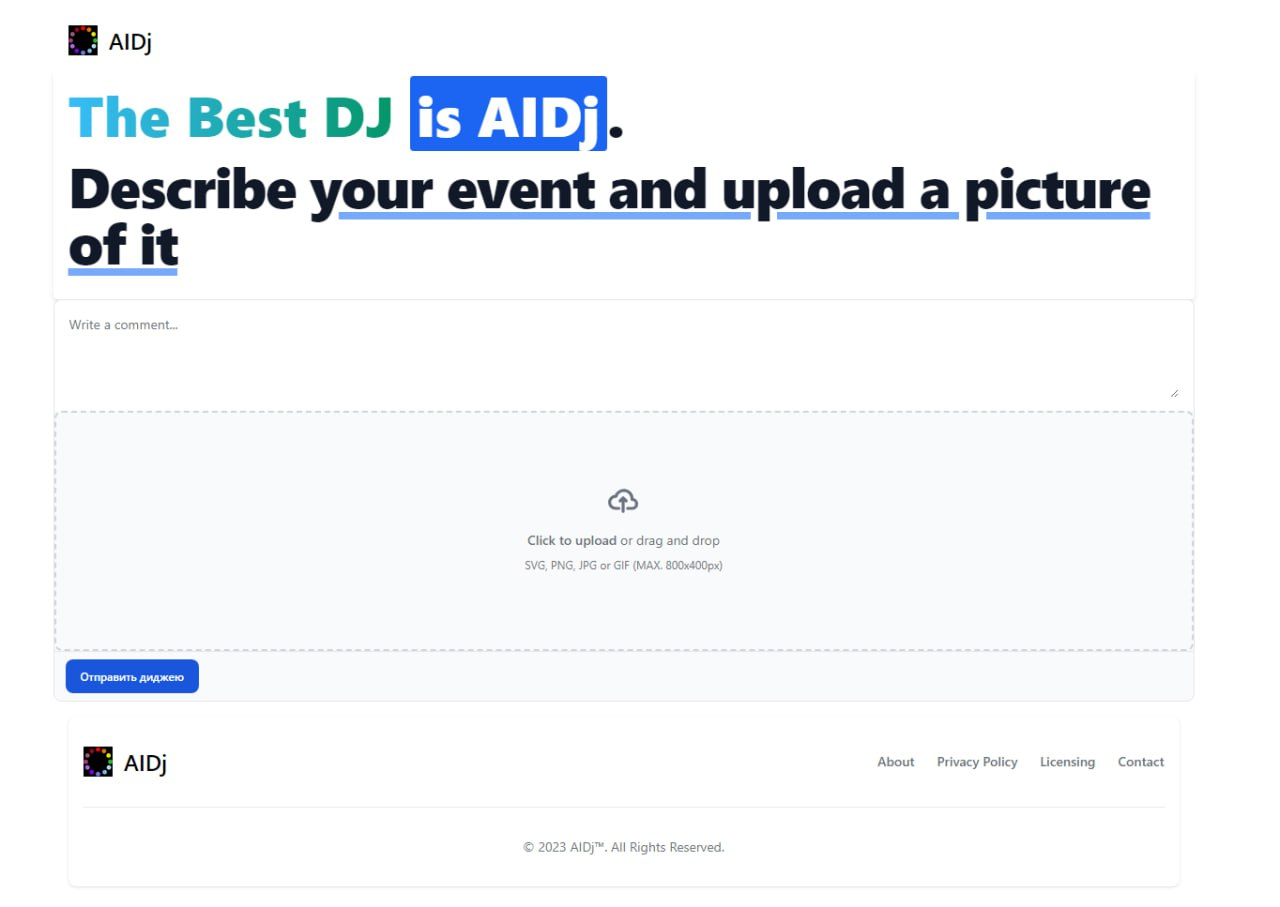 AIDj
The Best DJ is AIDj.
Describe your event and upload a picture
of it
Write a comment...
Click to upload or drag and drop
SVG, PNG, JPG or GIF (MAX. 800x400px)
Отправить диджею
AIDj
About Privacy Policy Licensing Contact
© 2023 AIDj™. All Rights Reserved.